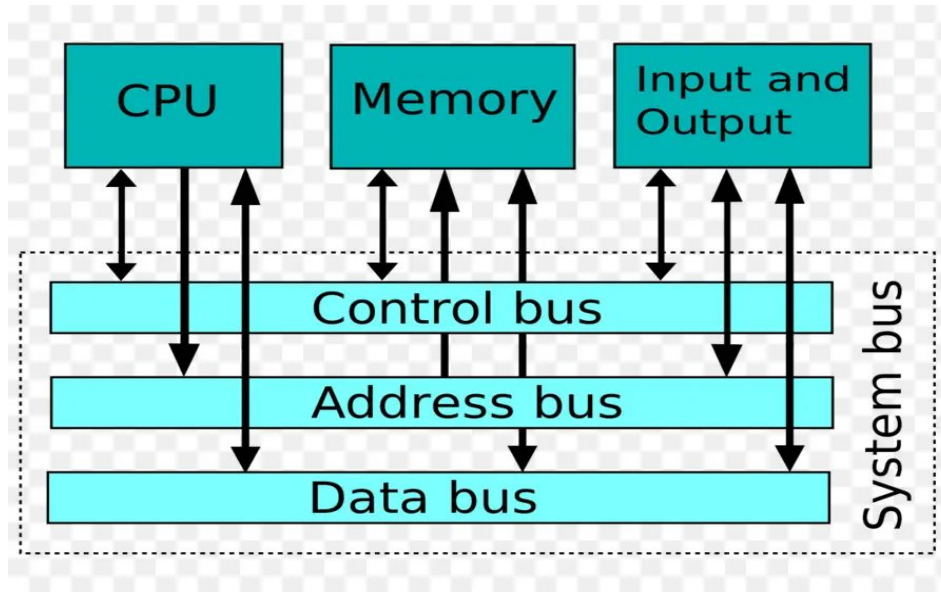 CPU
Memory
Input and
Output
Control bus
Address bus
Data bus
System bus